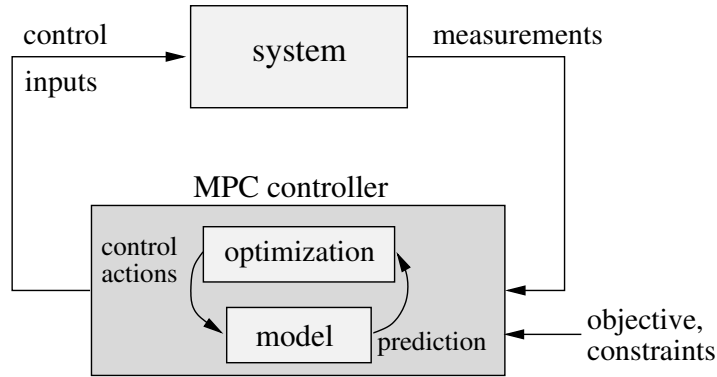 control
inputs
system
measurements
MPC controller
control
actions
optimization
model
prediction
objective,
constraints